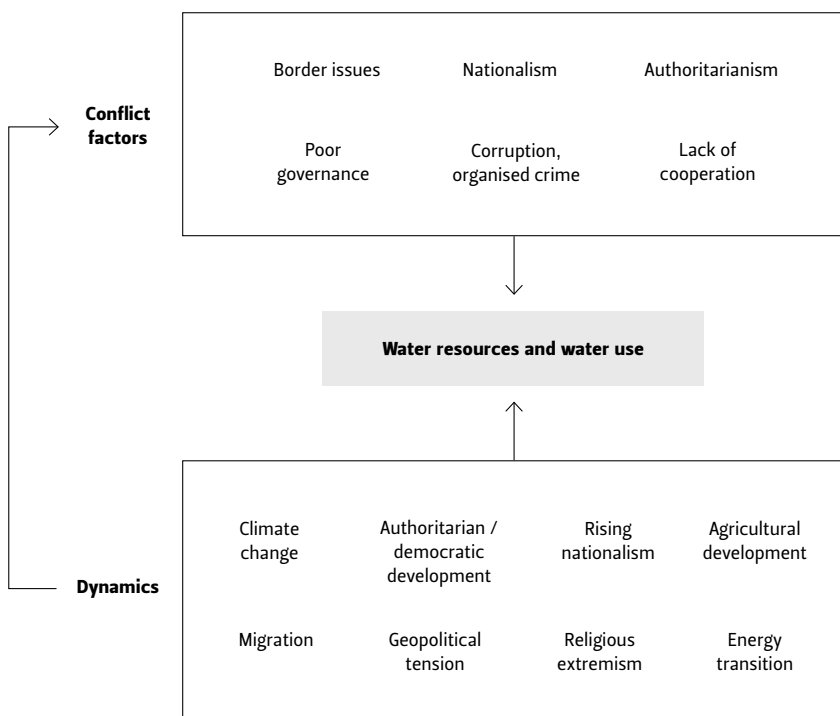 Border issues
Nationalism
Authoritarianism
Conflict
factors
Poor
governance
Corruption,
organised crime
Lack of
cooperation
Water resources and water use
Climate
change
Authoritarian /
democratic
development
Rising
nationalism
Agricultural
development
Dynamics
Migration
Geopolitical
tension
Religious
extremism
Energy
transition